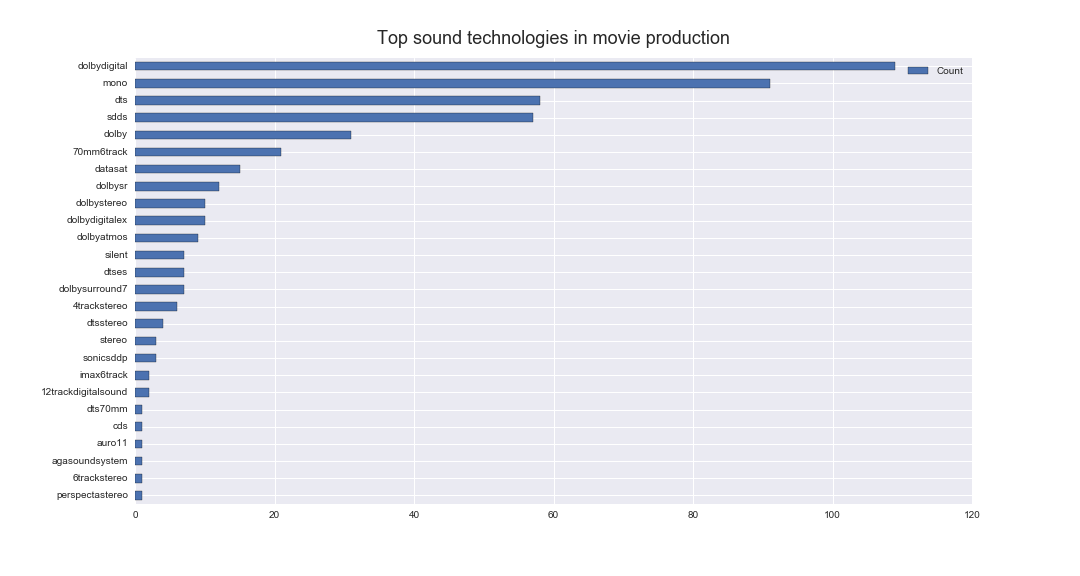 Top sound technologies in movie production
dolbydigital
Count
mono
dts
sdds
dolby
70mm6track
datasat
dolbysr
dolbystereo
dolbydigitalex
dolbyatmos
silent
dtses
dolbysurround7
4trackstereo
dtsstereo
stereo
sonicsddp
imax6track
12trackdigitalsound
dts70mm
cds
auro11
agasoundsystem
6trackstereo
perspectastereo
0 20 40 60 80 100 120